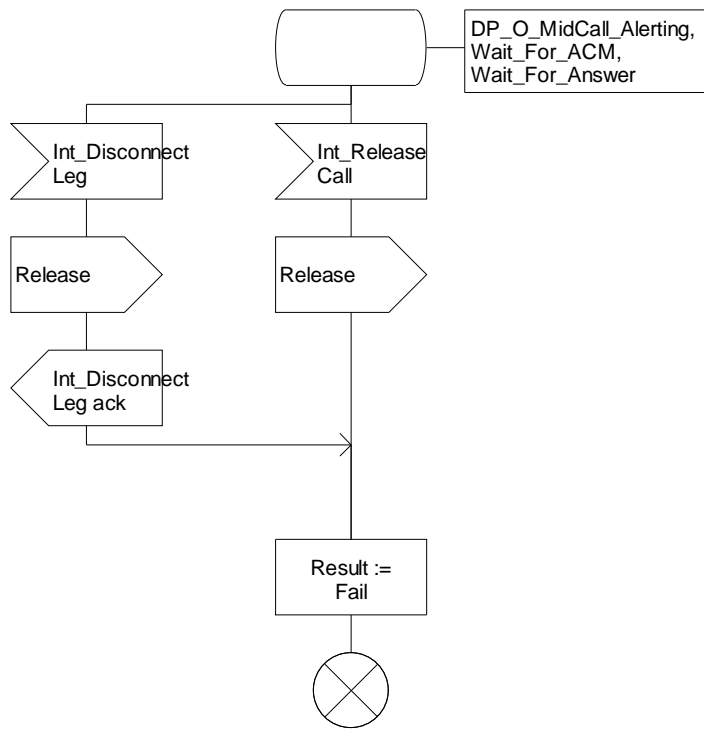 DP_O_MidCall_Alerting,
Wait_For_ACM,
Wait_For_Answer
Int_Disconnect
Leg
Int_Release
Call
Release
Release
Int_Disconnect
Leg ack
Result :=
Fail